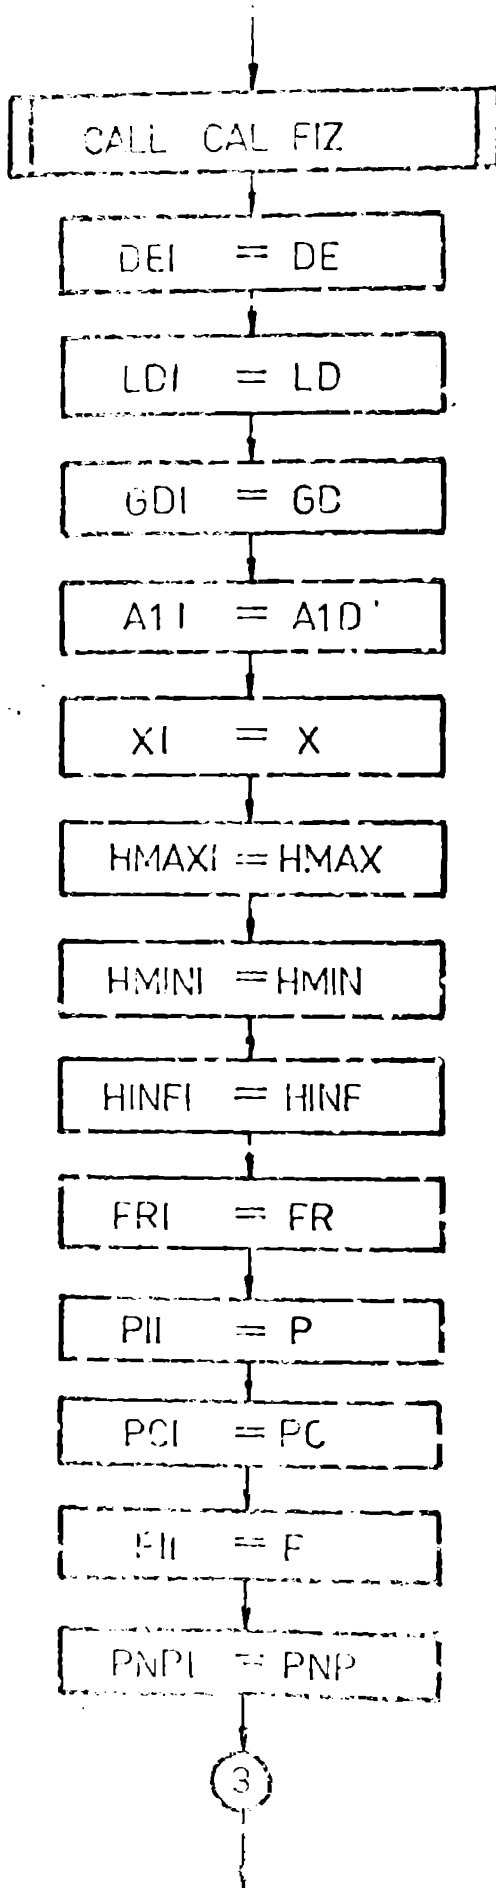 CALL CAL FIZ
DEI = DE
LDI = LD
GDI = GD
A1I = A1D'
XI = X
HMAXI = HMAX
HMINI = HMIN
HINFI = HINF
FRI = FR
PII = P
PCI = PC
FII = F
PNPI = PNP
3